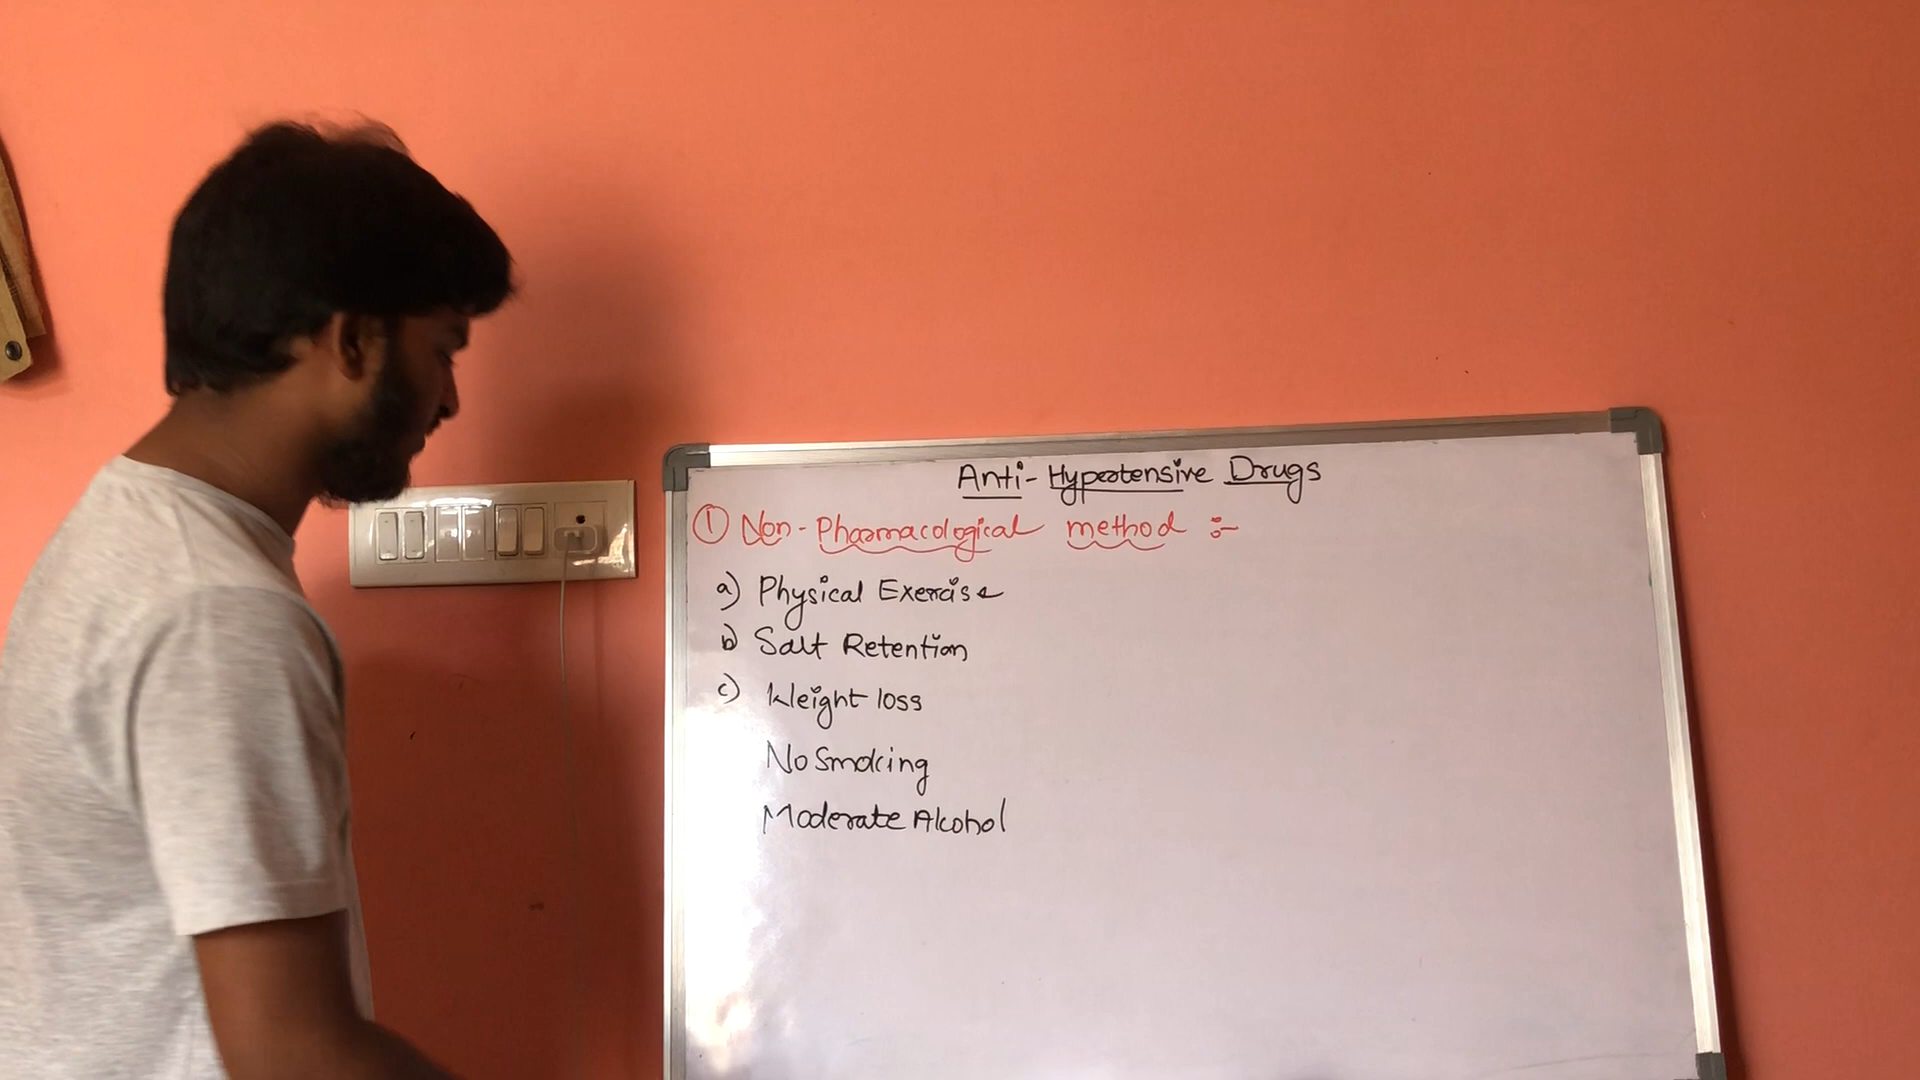 Anti-Hypertensive Drugs
① Non-Pharmacological method :-
a) Physical Exercise
b) Salt Retention
c) Weight loss
No Smoking
Moderate Alcohol